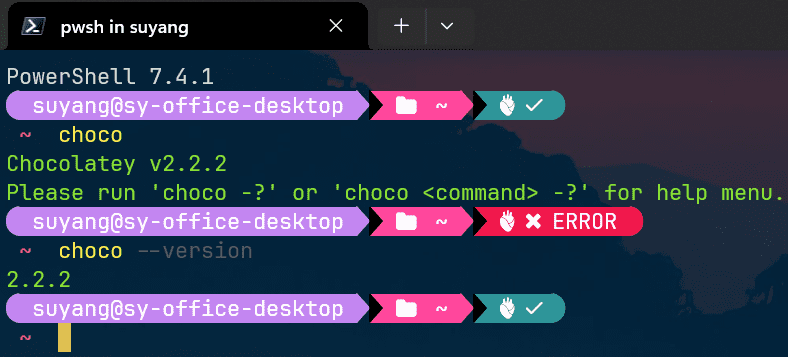 pwsh in suyang
PowerShell 7.4.1
suyang@sy-office-desktop ~
~ choco
Chocolatey v2.2.2
Please run 'choco -?' or 'choco <command> -?' for help menu.
suyang@sy-office-desktop ~ ERROR
~ choco --version
2.2.2
suyang@sy-office-desktop ~
~